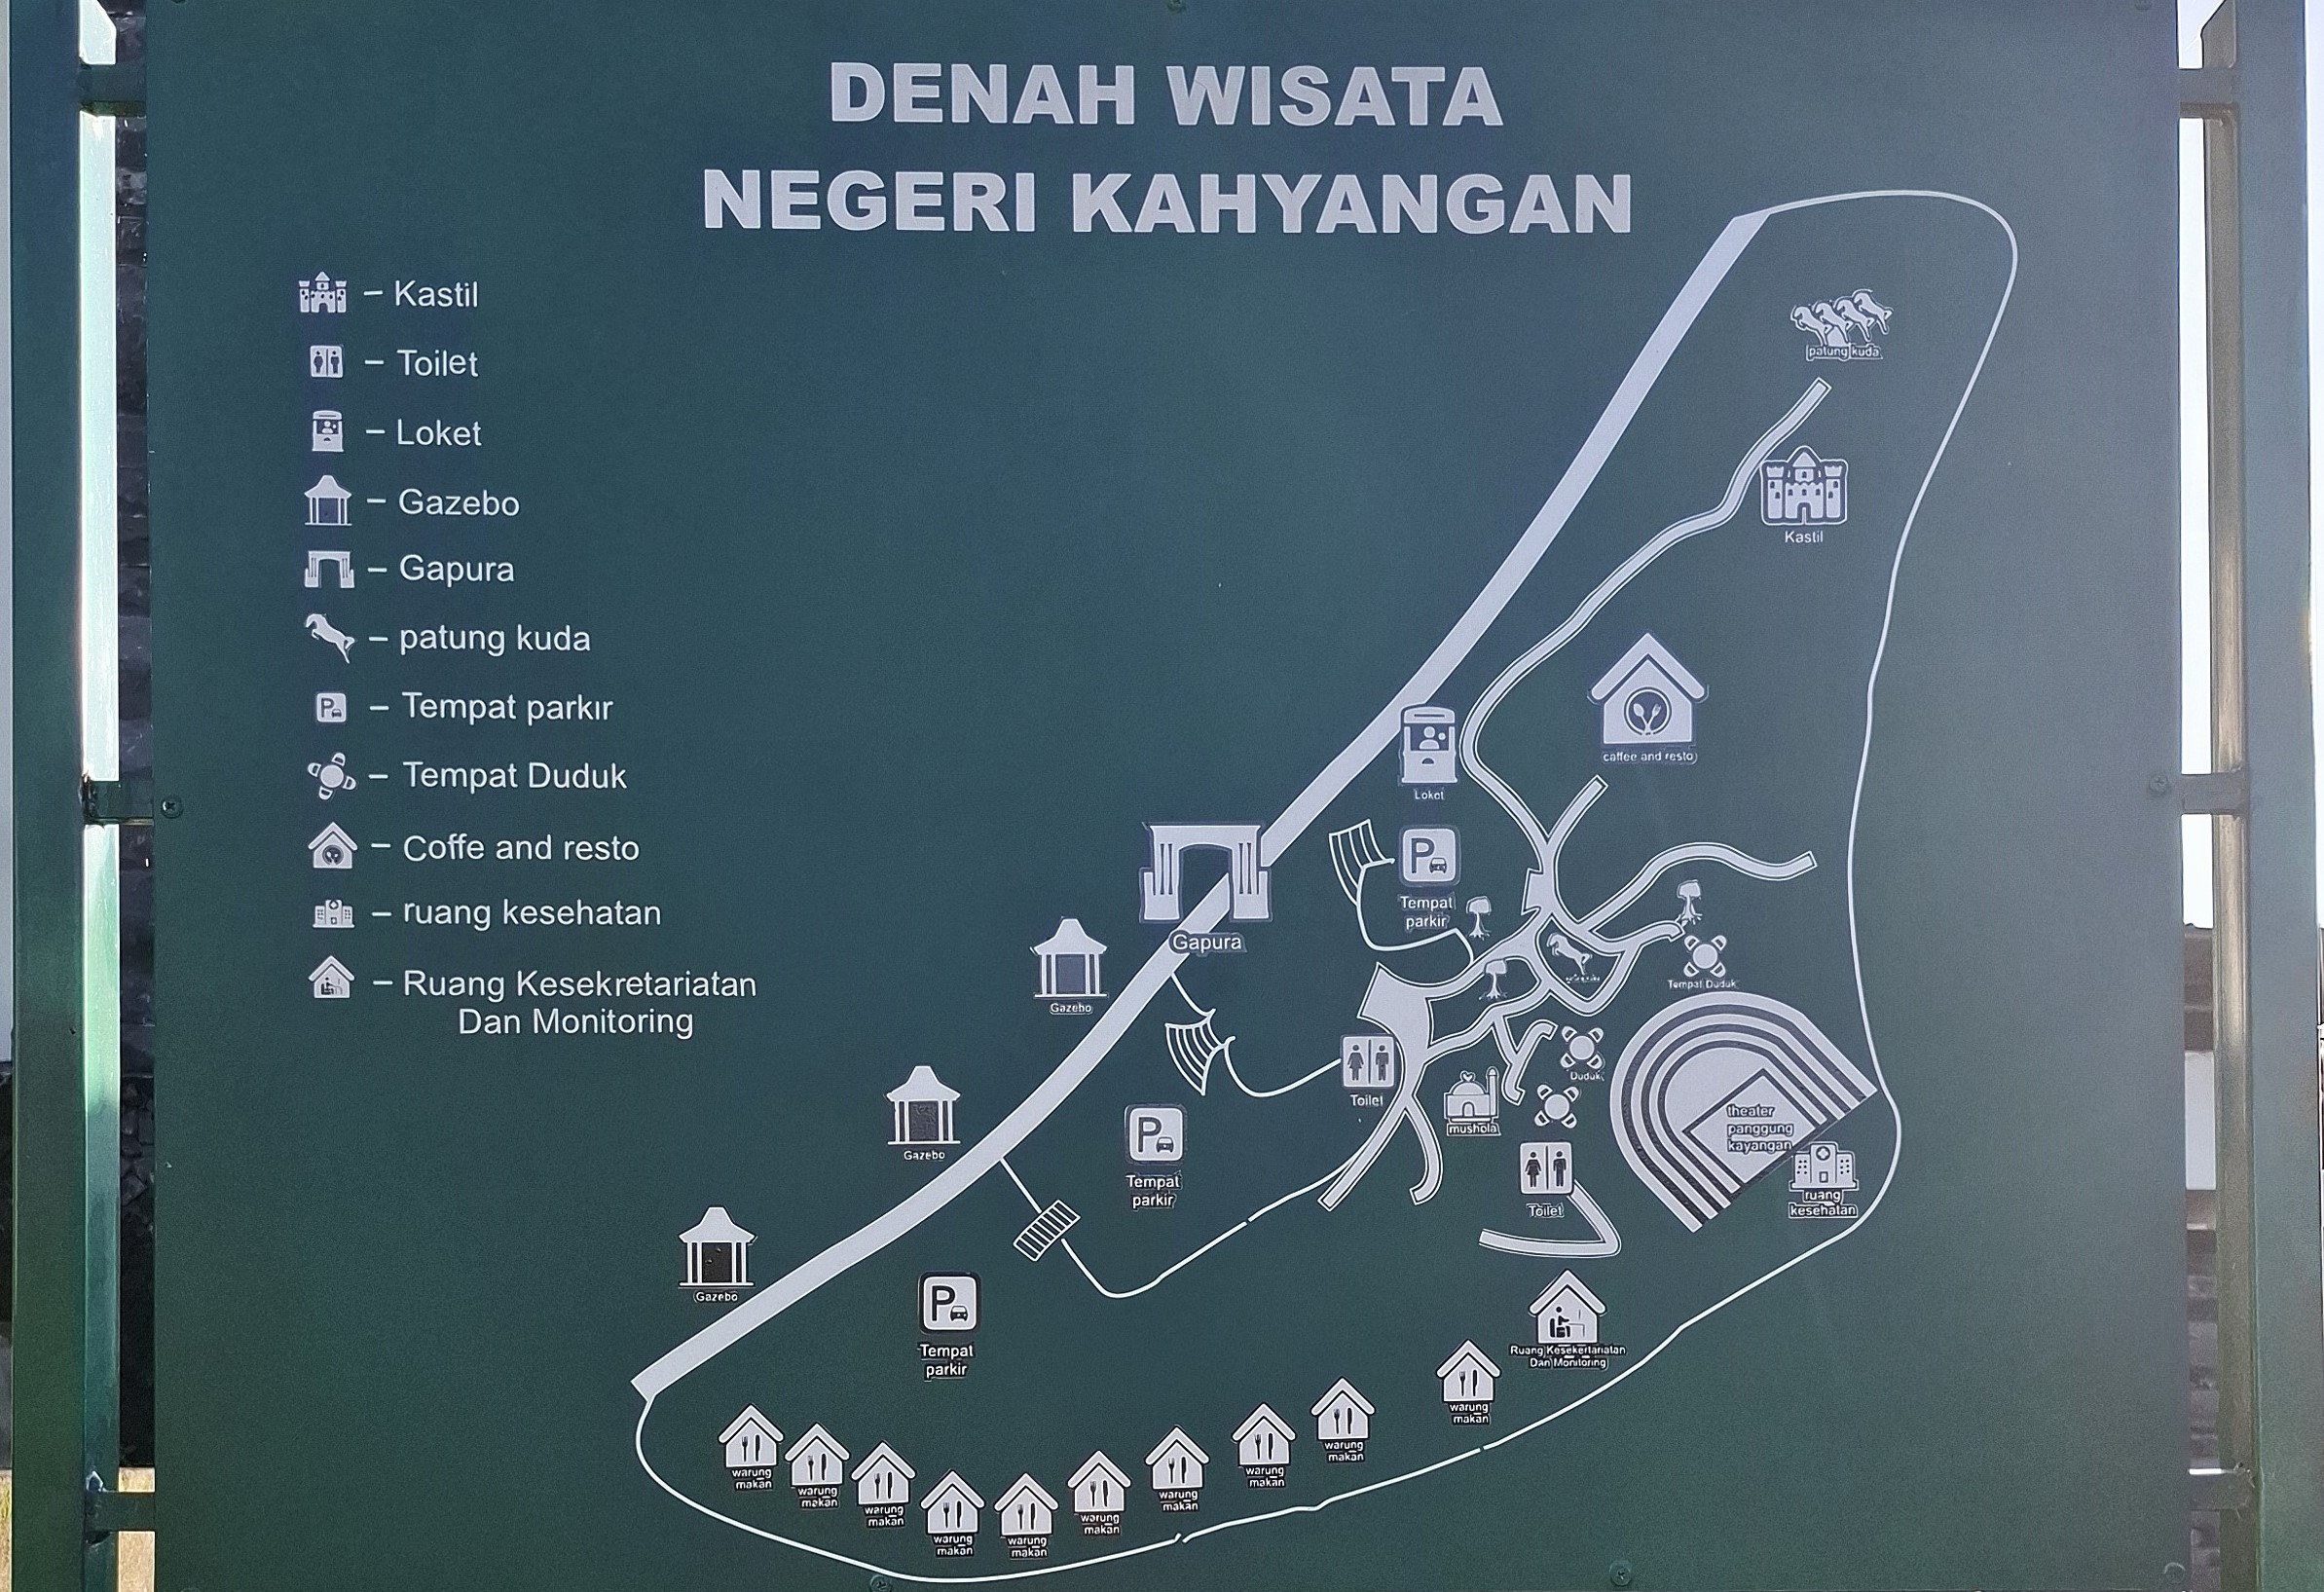 DENAH WISATA
NEGERI KAHYANGAN
– Kastil
– Toilet
– Loket
– Gazebo
– Gapura
– patung kuda
P – Tempat parkir
– Tempat Duduk
– Coffe and resto
– ruang kesehatan
– Ruang Kesekretariatan
Dan Monitoring
patung kuda
Kastil
caffee and resto
Loket
P
Tempat
parkir
Gapura
Gazebo
Tempat Duduk
Toilet
Duduk
mushola
theater
panggung
kayangan
ruang
kesehatan
Gazebo
P
Tempat
parkir
Toilet
Gazebo
P
Tempat
parkir
Ruang Kesekertariatan
Dan Monitoring
warung
makan
warung
makan
warung
makan
warung
makan
warung
makan
warung
makan
warung
makan
warung
makan
warung
makan
warung
makan